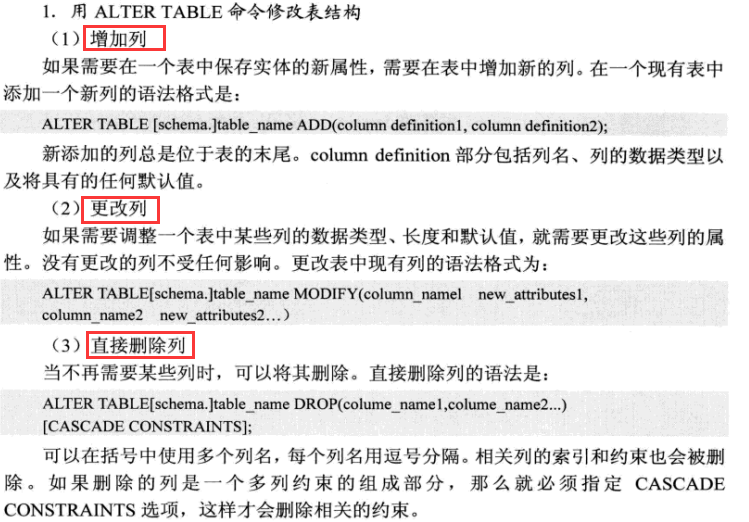 1. 用 ALTER TABLE 命令修改表结构
（1）增加列
如果需要在一个表中保存实体的新属性，需要在表中增加新的列。在一个现有表中
添加一个新列的语法格式是：
ALTER TABLE [schema.]table_name ADD(column definition1, column definition2);
新添加的列总是位于表的末尾。column definition 部分包括列名、列的数据类型以
及将具有的任何默认值。
（2）更改列
如果需要调整一个表中某些列的数据类型、长度和默认值，就需要更改这些列的属
性。没有更改的列不受任何影响。更改表中现有列的语法格式为：
ALTER TABLE[schema.]table_name MODIFY(column_namel new_attributes1,
column_name2 new_attributes2…）
（3）直接删除列
当不再需要某些列时，可以将其删除。直接删除列的语法是：
ALTER TABLE[schema.]table_name DROP(colume_name1,colume_name2...)
[CASCADE CONSTRAINTS];
可以在括号中使用多个列名，每个列名用逗号分隔。相关列的索引和约束也会被删
除。如果删除的列是一个多列约束的组成部分，那么就必须指定 CASCADE
CONSTRAINTS 选项，这样才会删除相关的约束。